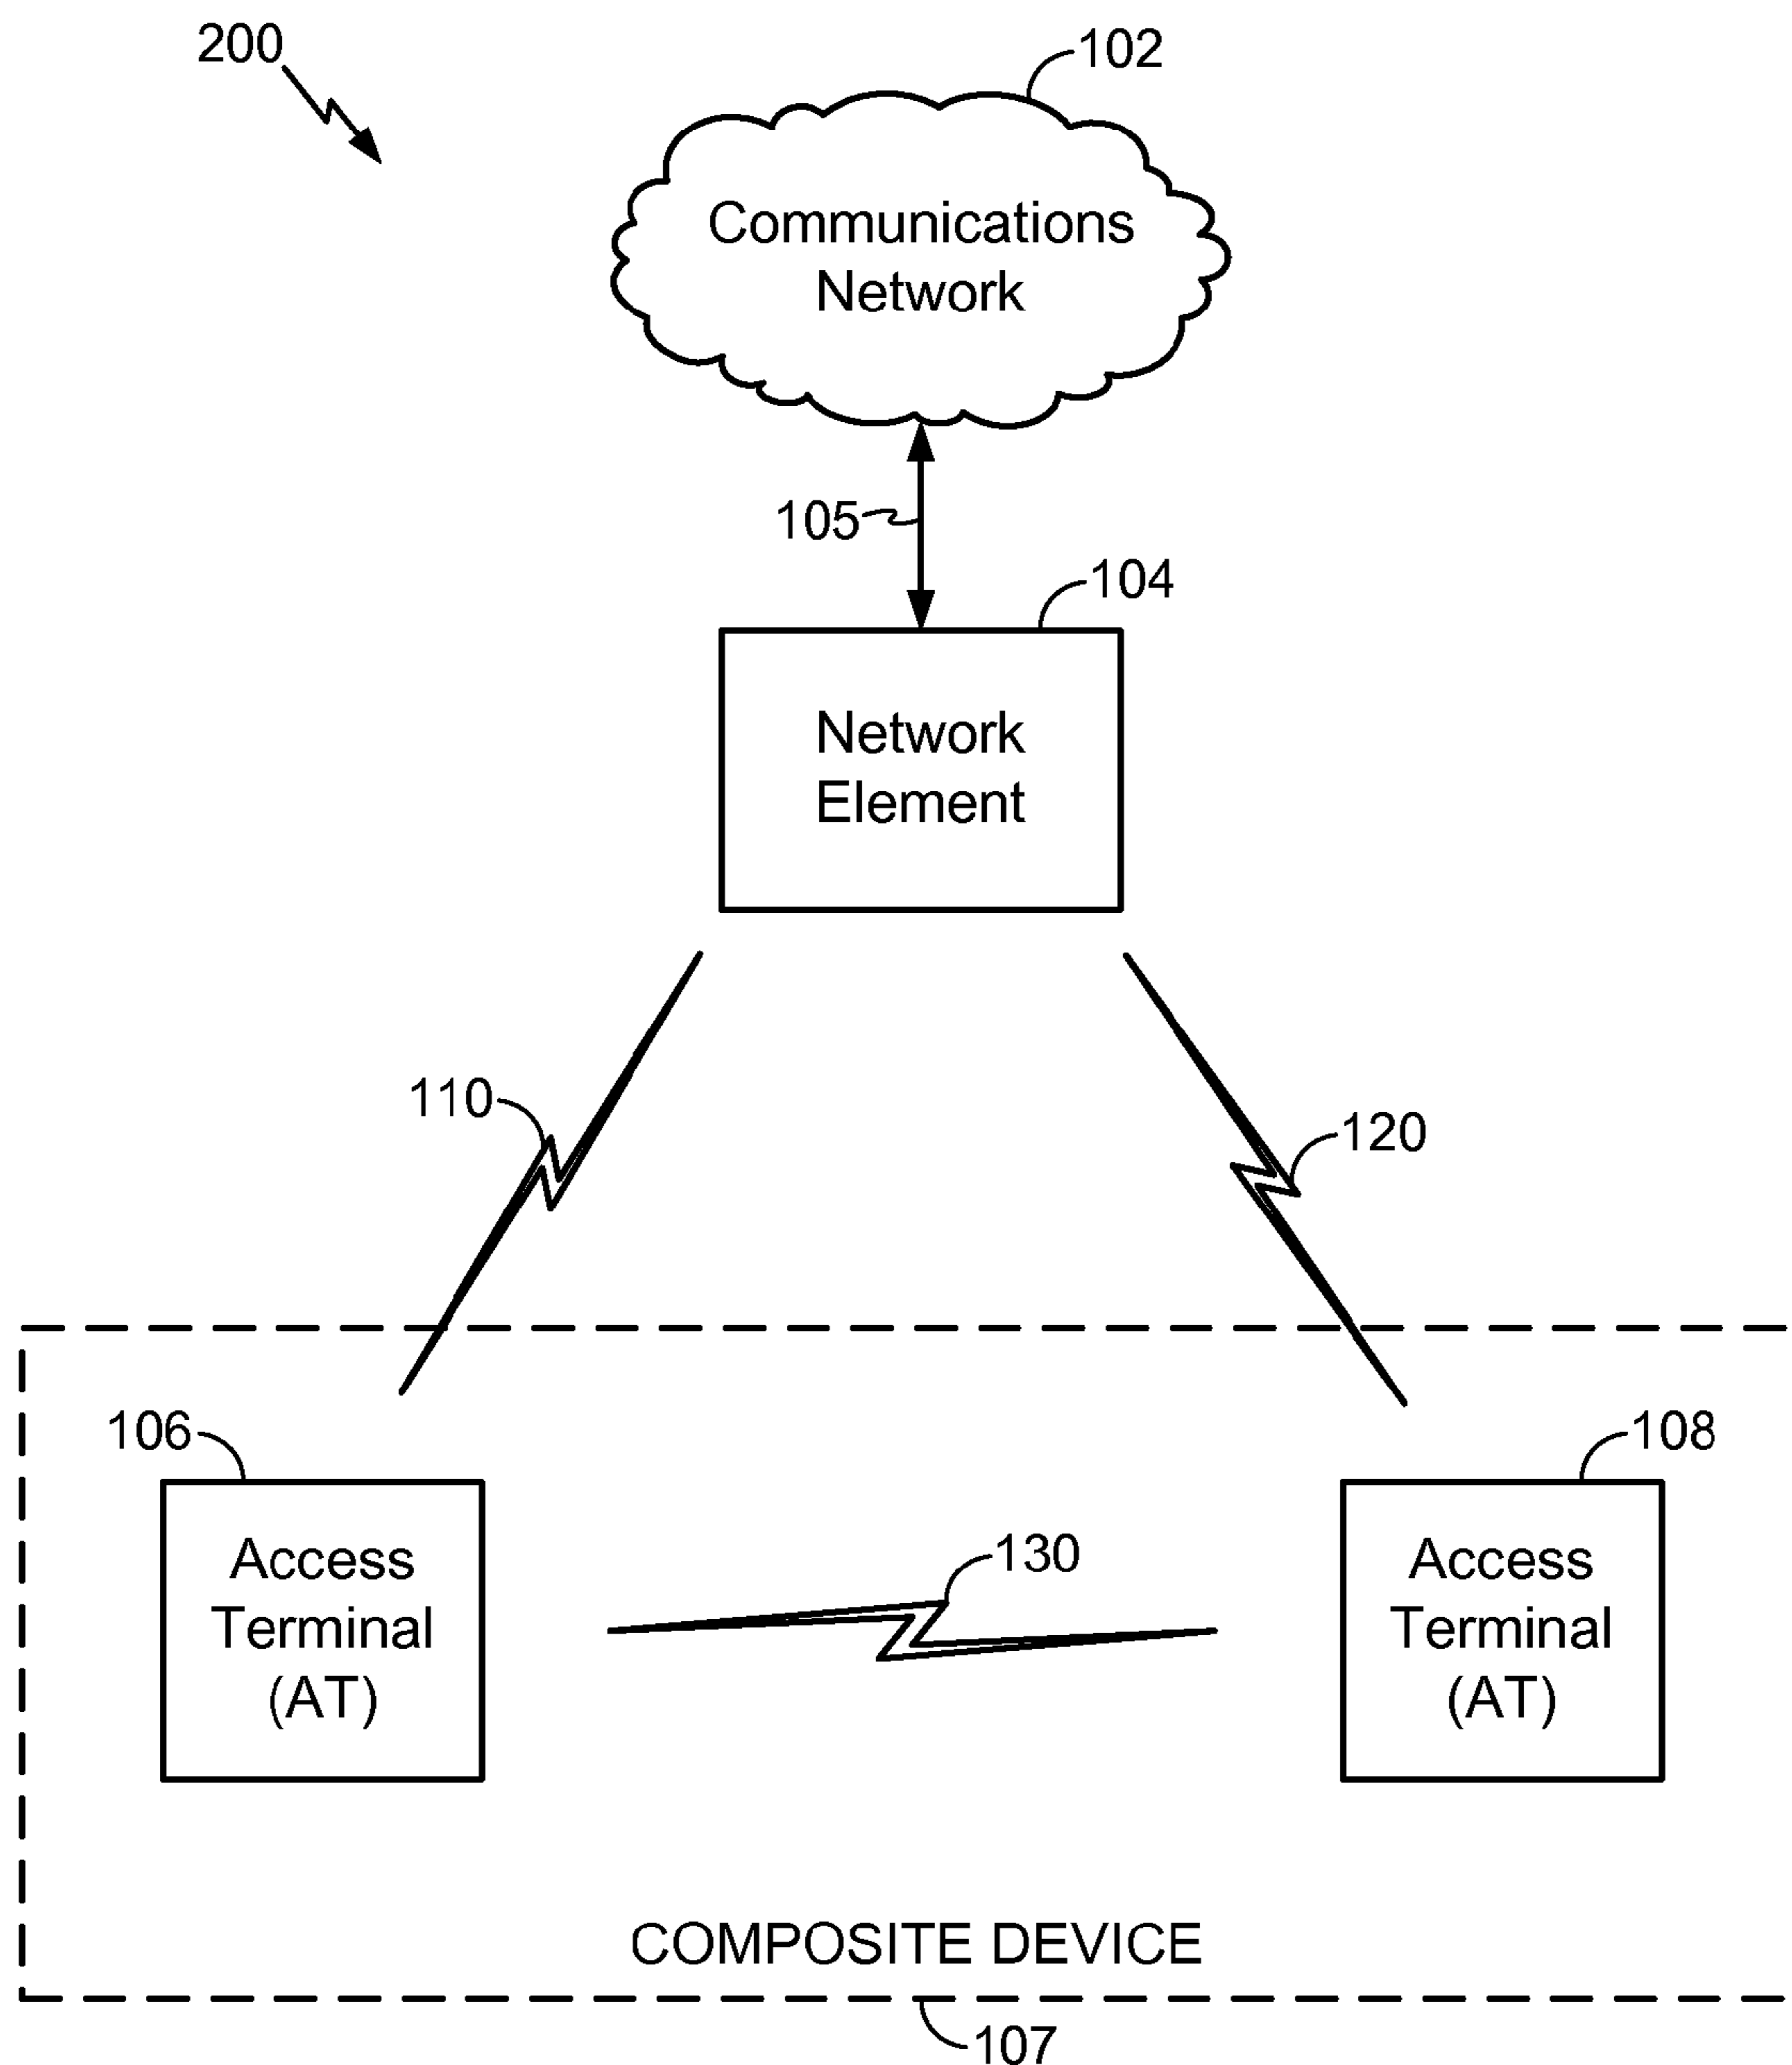 200
102
Communications
Network
105
104
Network
Element
110
120
106
108
Access
Terminal
(AT)
130
Access
Terminal
(AT)
COMPOSITE DEVICE
107